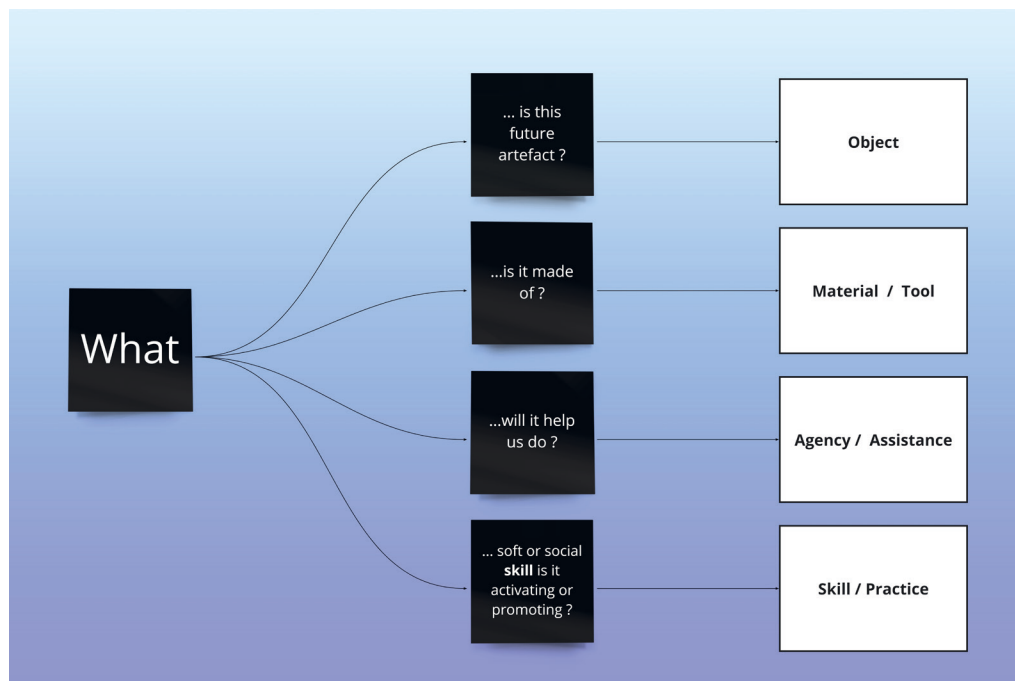 What
... is this
future
artefact ?
Object
...is it made
of ?
Material / Tool
...will it help
us do ?
Agency / Assistance
... soft or social
skill is it
activating or
promoting ?
Skill / Practice